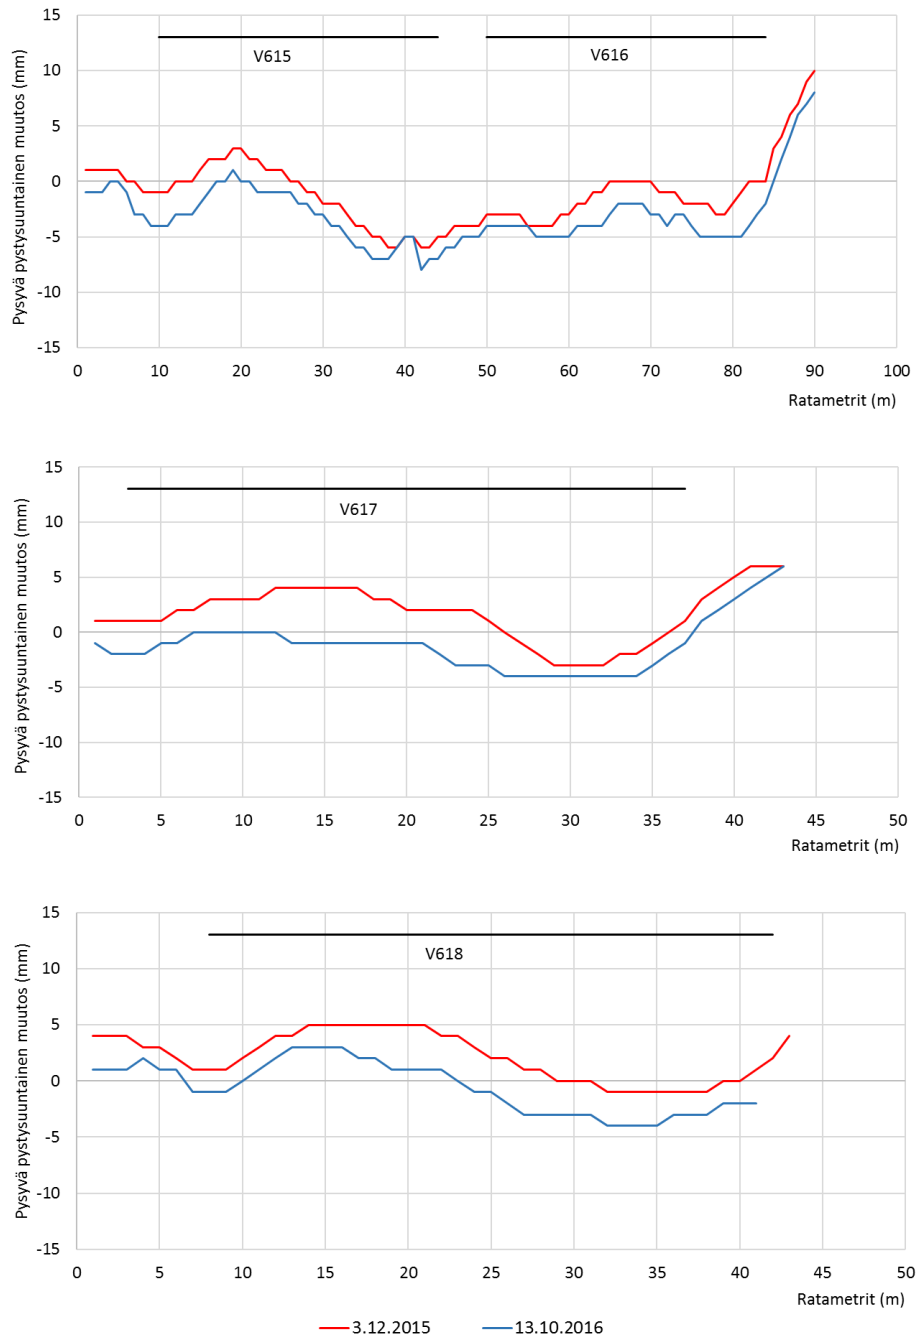 Pysyvä pystysuuntainen muutos (mm)
15
10
5
0
-5
-10
-15
V615
V616
0 10 20 30 40 50 60 70 80 90 100
Ratametrit (m)
Pysyvä pystysuuntainen muutos (mm)
15
10
5
0
-5
-10
-15
V617
0 5 10 15 20 25 30 35 40 45 50
Ratametrit (m)
Pysyvä pystysuuntainen muutos (mm)
15
10
5
0
-5
-10
-15
V618
0 5 10 15 20 25 30 35 40 45 50
Ratametrit (m)
3.12.2015 13.10.2016